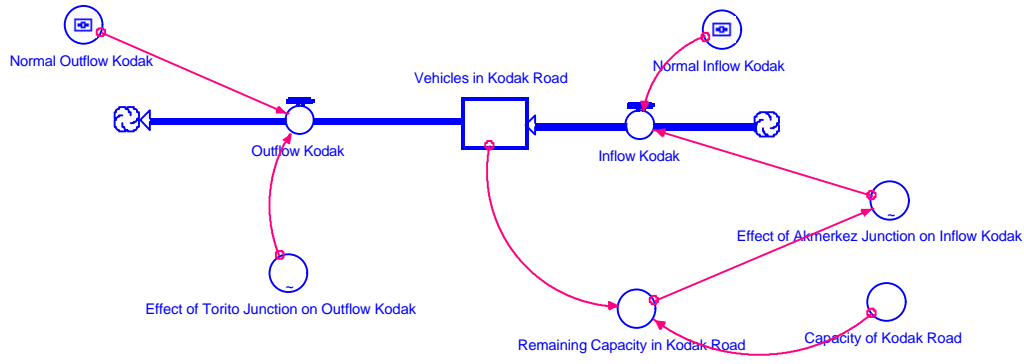 Normal Outflow Kodak
Normal Inflow Kodak
Vehicles in Kodak Road
Outflow Kodak
Inflow Kodak
Effect of Akmerkez Junction on Inflow Kodak
~
~
Effect of Torito Junction on Outflow Kodak
Remaining Capacity in Kodak Road
Capacity of Kodak Road